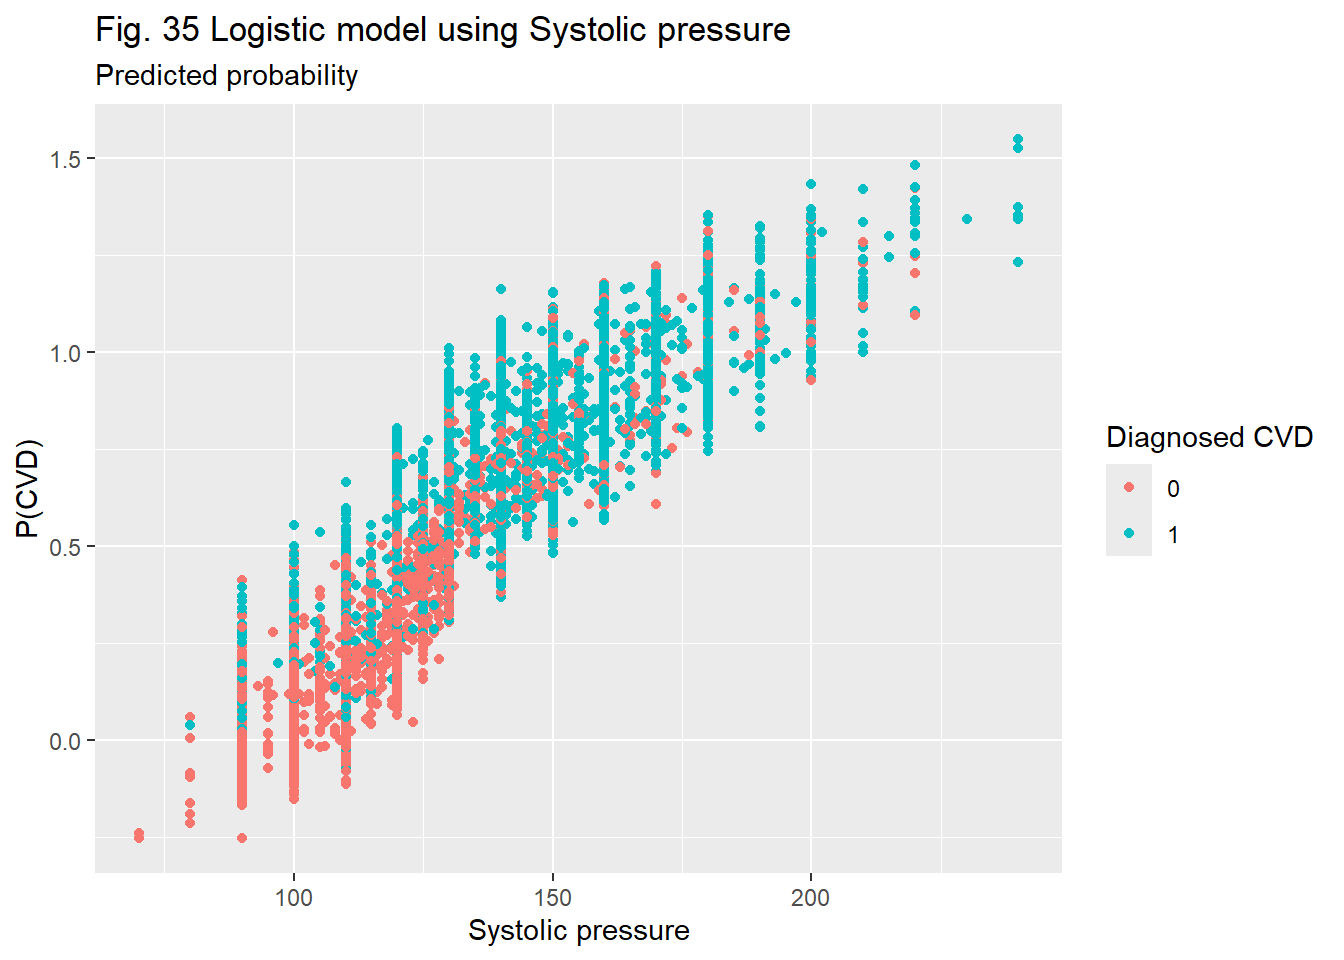 Fig. 35 Logistic model using Systolic pressure
Predicted probability
1.5
1.0
0.5
0.0
P(CVD)
100
150
200
Systolic pressure
Diagnosed CVD
0
1